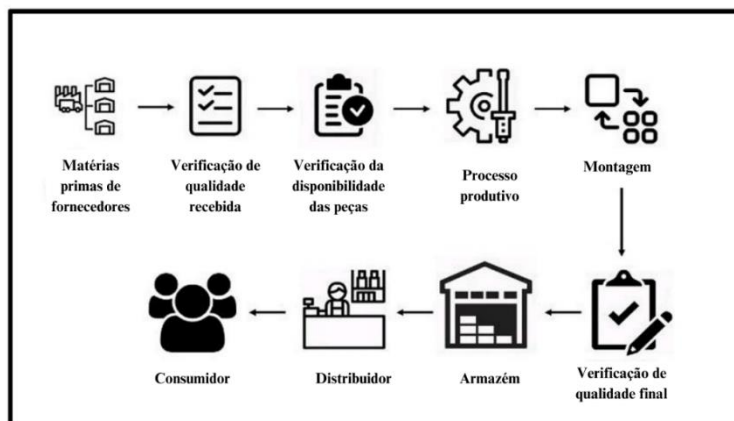 Matérias
primas de
fornecedores
Verificação de
qualidade
recebida
Verificação da
disponibilidade
das peças
Processo
produtivo
Montagem
Consumidor
Distribuidor
Armazém
Verificação de
qualidade final